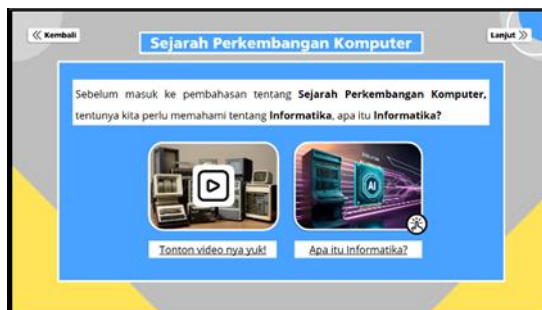 Kembali
Lanjut
Sejarah Perkembangan Komputer
Sebelum masuk ke pembahasan tentang Sejarah Perkembangan Komputer,
tentunya kita perlu memahami tentang Informatika, apa itu Informatika?
AI
Tonton video nya yuk!
Apa itu Informatika?